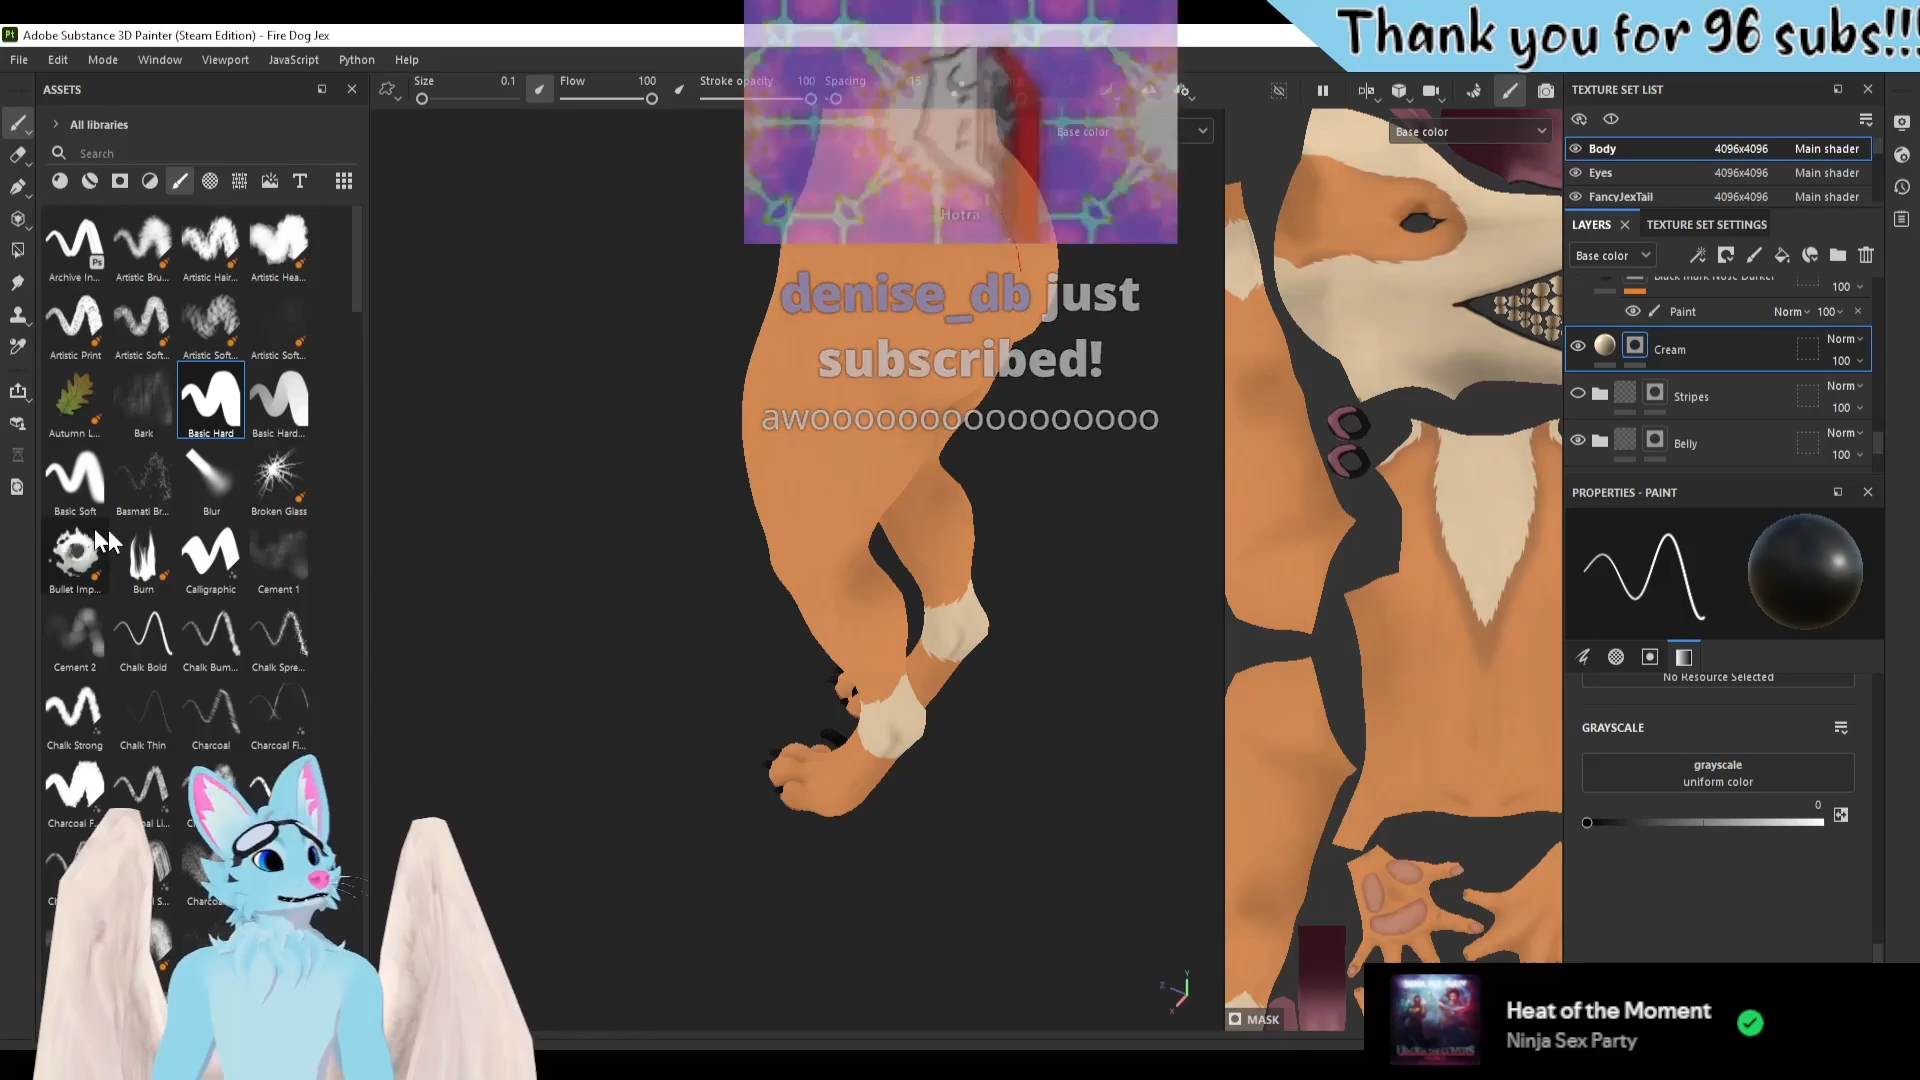 Adobe Substance 3D Painter (Steam Edition) - Fire Dog Jex
Thank you for 96 subs!!!
File Edit Mode Window Viewport JavaScript Python Help
ASSETS
Size 0.1 Flow 100 Stroke opacity 100 Spacing 15
TEXTURE SET LIST
All libraries
Search
Base color
Base color
Body 4096x4096 Main shader
Eyes 4096x4096 Main shader
FancyJexTail 4096x4096 Main shader
LAYERS TEXTURE SET SETTINGS
Base color
Hotra
denise_db just
subscribed!
awoooooooooooooooo
100
Paint Norm 100
Cream Norm
100
Stripes Norm
100
Belly Norm
100
PROPERTIES - PAINT
No Resource Selected
GRAYSCALE
grayscale
uniform color
0
Archive In... Artistic Bru... Artistic Hair... Artistic Hea...
Artistic Print Artistic Soft... Artistic Soft... Artistic Soft...
Autumn L... Bark Basic Hard Basic Hard...
Basic Soft Basmati Br... Blur Broken Glass
Bullet Imp... Burn Calligraphic Cement 1
Cement 2 Chalk Bold Chalk Bum... Chalk Spre...
Chalk Strong Chalk Thin Charcoal Charcoal Fi...
Charcoal F...
MASK
Heat of the Moment
Ninja Sex Party